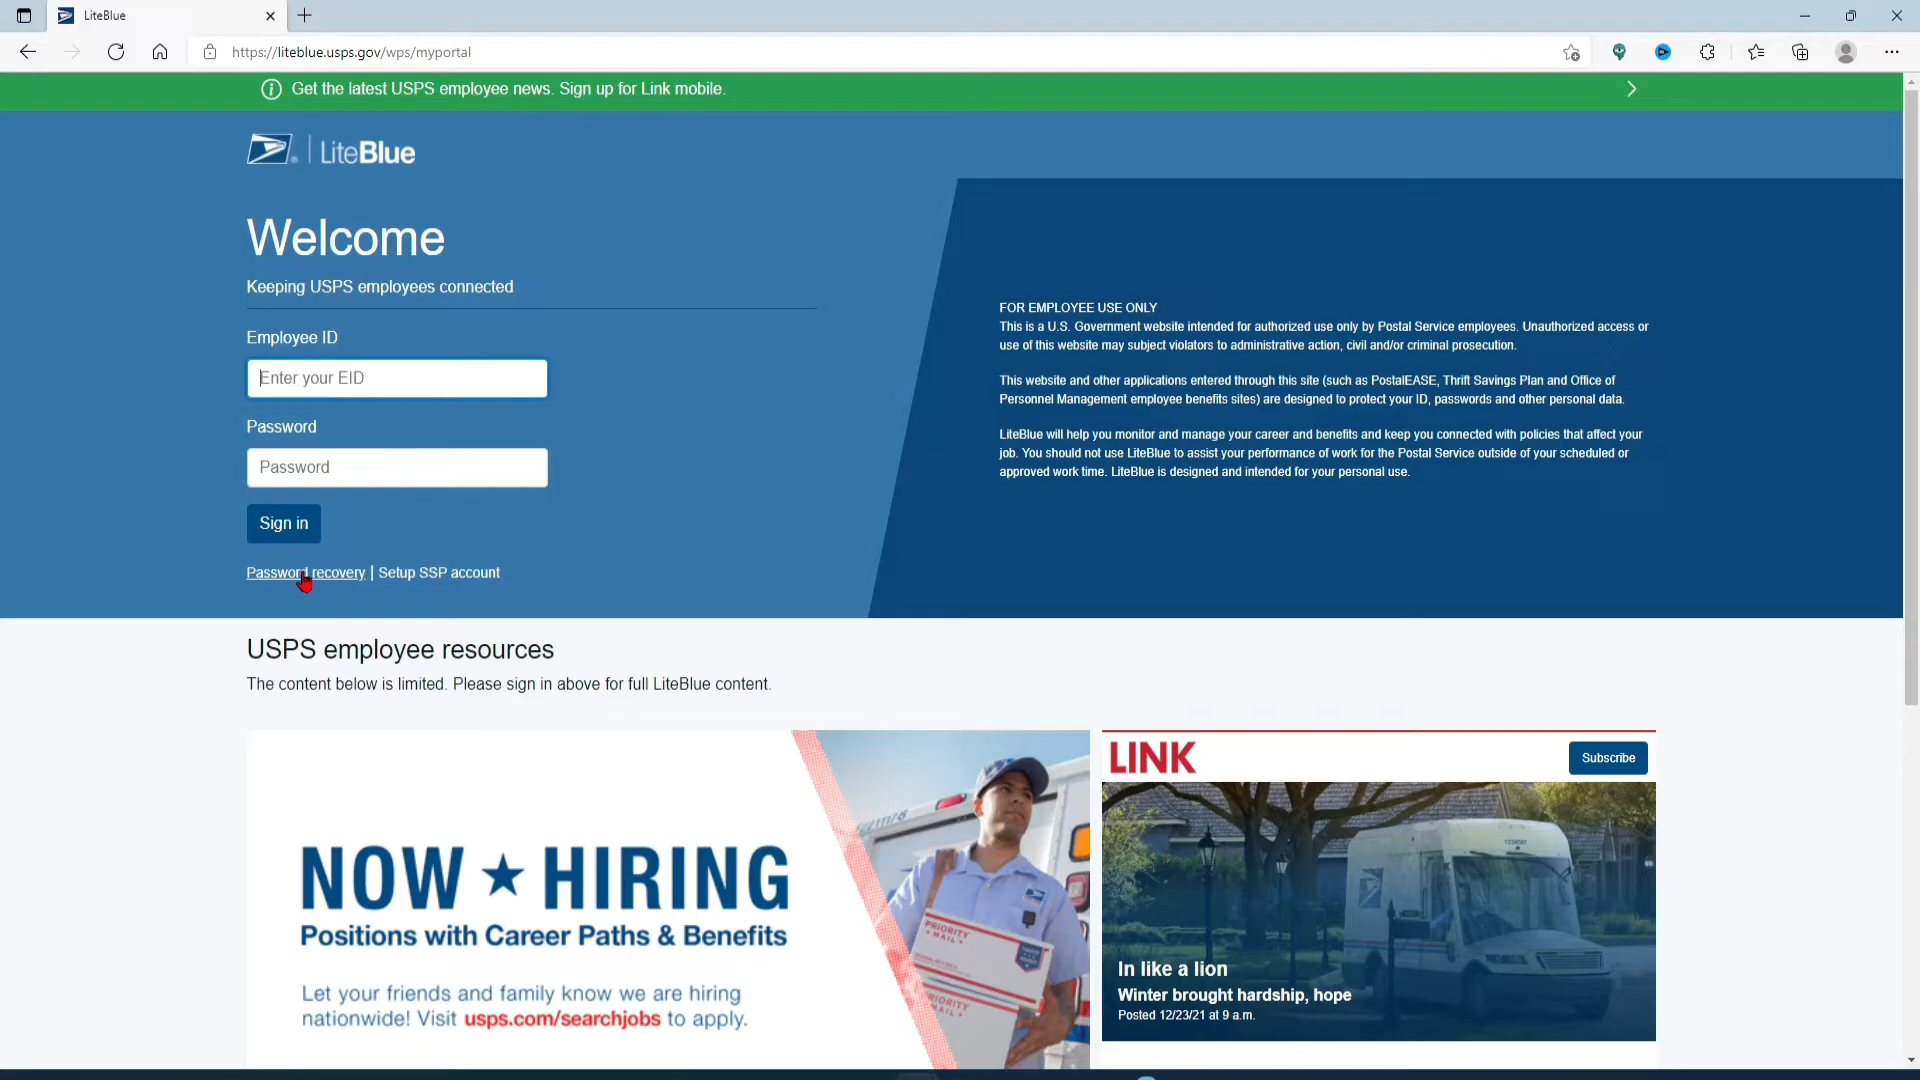 LiteBlue
https://liteblue.usps.gov/wps/myportal
Get the latest USPS employee news. Sign up for Link mobile.
LiteBlue
Welcome
Keeping USPS employees connected
Employee ID
Enter your EID
Password
Password
Sign in
Password recovery | Setup SSP account
FOR EMPLOYEE USE ONLY
This is a U.S. Government website intended for authorized use only by Postal Service employees. Unauthorized access or
use of this website may subject violators to administrative action, civil and/or criminal prosecution.
This website and other applications entered through this site (such as PostalEASE, Thrift Savings Plan and Office of
Personnel Management employee benefits sites) are designed to protect your ID, passwords and other personal data.
LiteBlue will help you monitor and manage your career and benefits and keep you connected with policies that affect your
job. You should not use LiteBlue to assist your performance of work for the Postal Service outside of your scheduled or
approved work time. LiteBlue is designed and intended for your personal use.
USPS employee resources
The content below is limited. Please sign in above for full LiteBlue content.
NOW ★ HIRING
Positions with Career Paths & Benefits
Let your friends and family know we are hiring
nationwide! Visit usps.com/searchjobs to apply.
PRIORITY
MAIL
PRIORITY
MAIL
LINK
Subscribe
1234567
In like a lion
Winter brought hardship, hope
Posted 12/23/21 at 9 a.m.